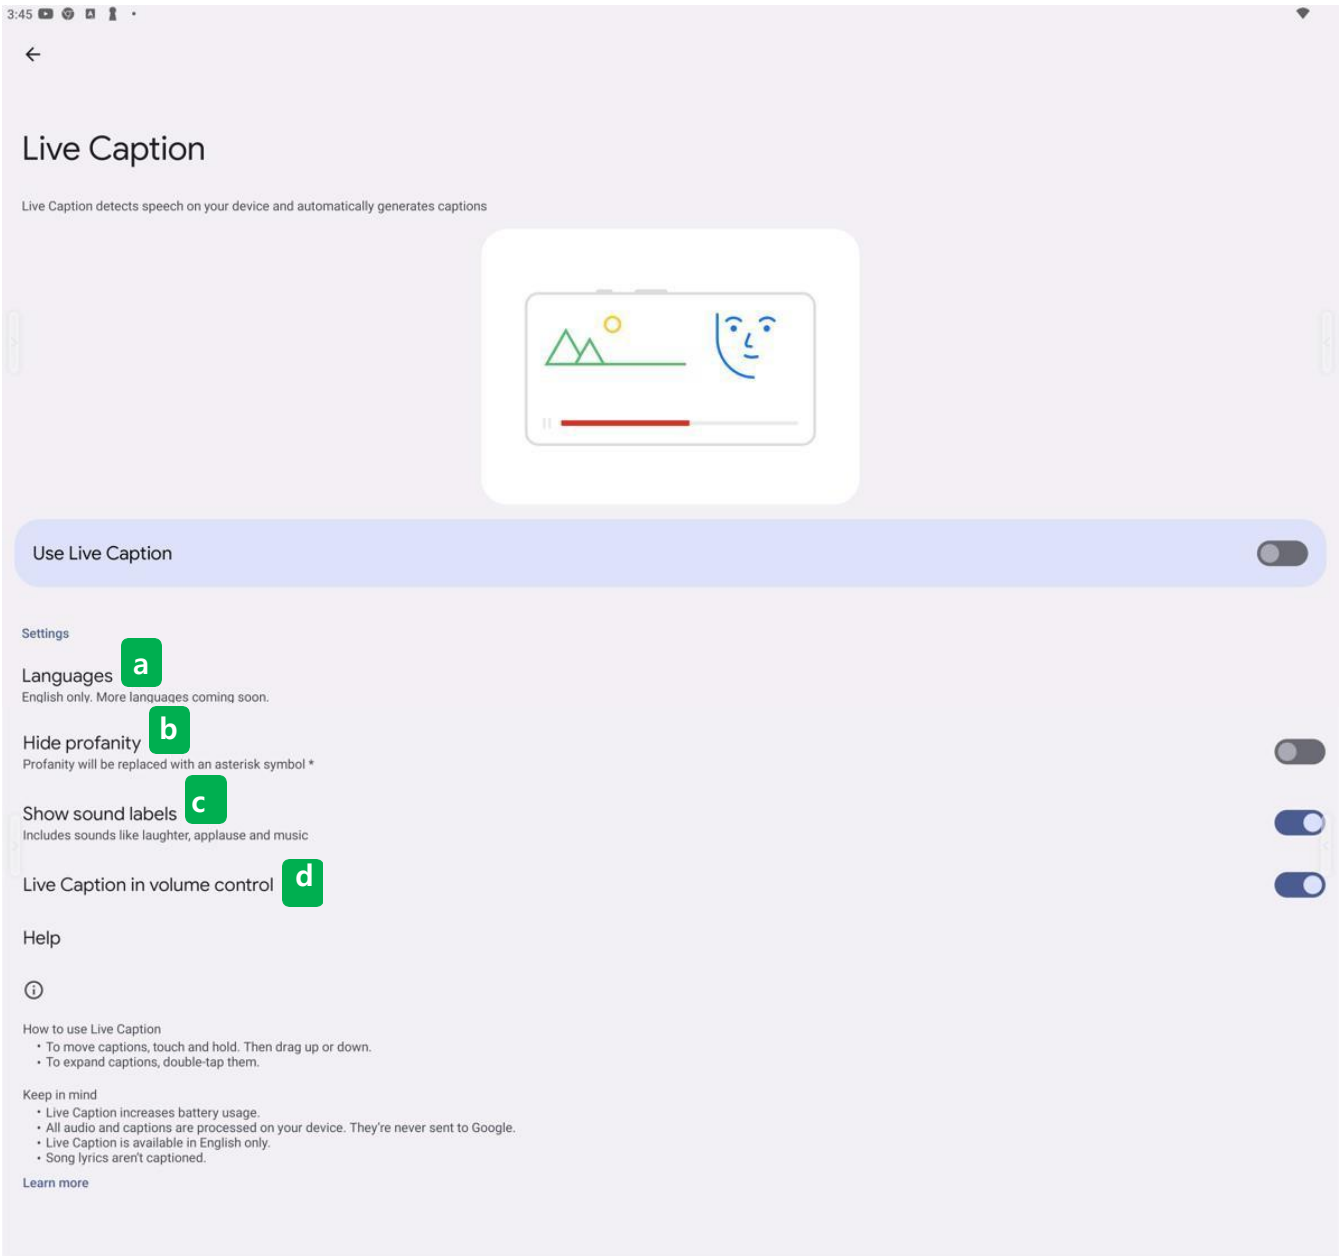 3:45
Live Caption
Live Caption detects speech on your device and automatically generates captions
Use Live Caption
Settings
Languages a
English only. More languages coming soon.
Hide profanity b
Profanity will be replaced with an asterisk symbol *
Show sound labels c
Includes sounds like laughter, applause and music
Live Caption in volume control d
Help
How to use Live Caption
• To move captions, touch and hold. Then drag up or down.
• To expand captions, double-tap them.
Keep in mind
• Live Caption increases battery usage.
• All audio and captions are processed on your device. They're never sent to Google.
• Live Caption is available in English only.
• Song lyrics aren't captioned.
Learn more